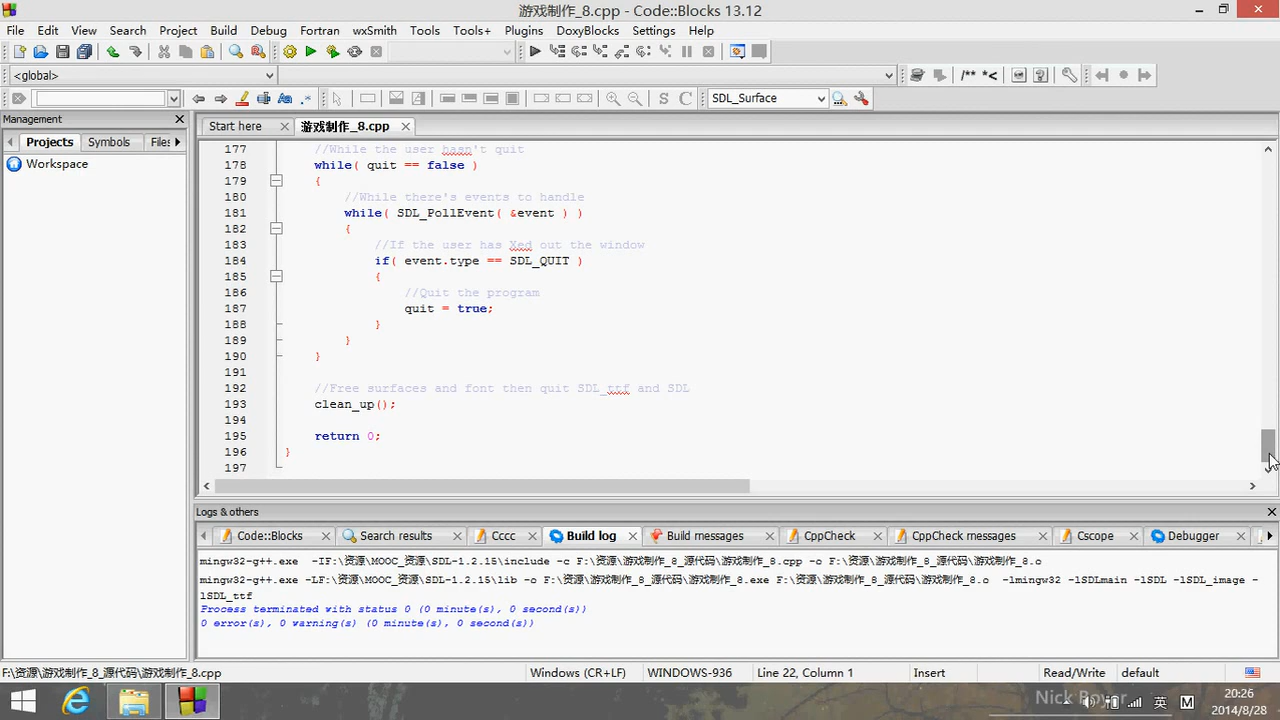 游戏制作_8.cpp - Code::Blocks 13.12
File Edit View Search Project Build Debug Fortran wxSmith Tools Tools+ Plugins DoxyBlocks Settings Help
<global>
/** *<
Aa .* S C SDL_Surface
Management
Start here 游戏制作_8.cpp
Projects Symbols Files
Workspace
177 //While the user hasn't quit
178 while( quit == false )
179 {
180 //While there's events to handle
181 while( SDL_PollEvent( &event ) )
182 {
183 //If the user has Xed out the window
184 if( event.type == SDL_QUIT )
185 {
186 //Quit the program
187 quit = true;
188 }
189 }
190 }
191
192 //Free surfaces and font then quit SDL_ttf and SDL
193 clean_up();
194
195 return 0;
196 }
197
Logs & others
Code::Blocks Search results Cccc Build log Build messages CppCheck CppCheck messages Cscope Debugger
mingw32-g++.exe -IF:\资源\MOOC_资源\SDL-1.2.15\include -c F:\资源\游戏制作_8_源代码\游戏制作_8.cpp -o F:\资源\游戏制作_8_源代码\游戏制作_8.o
mingw32-g++.exe -LF:\资源\MOOC_资源\SDL-1.2.15\lib -o F:\资源\游戏制作_8_源代码\游戏制作_8.exe F:\资源\游戏制作_8_源代码\游戏制作_8.o -lmingw32 -lSDLmain -lSDL -lSDL_image -
lSDL_ttf
Process terminated with status 0 (0 minute(s), 0 second(s))
0 error(s), 0 warning(s) (0 minute(s), 0 second(s))
F:\资源\游戏制作_8_源代码\游戏制作_8.cpp Windows (CR+LF) WINDOWS-936 Line 22, Column 1 Insert Read/Write default
Nick
英 M
20:26
2014/8/28